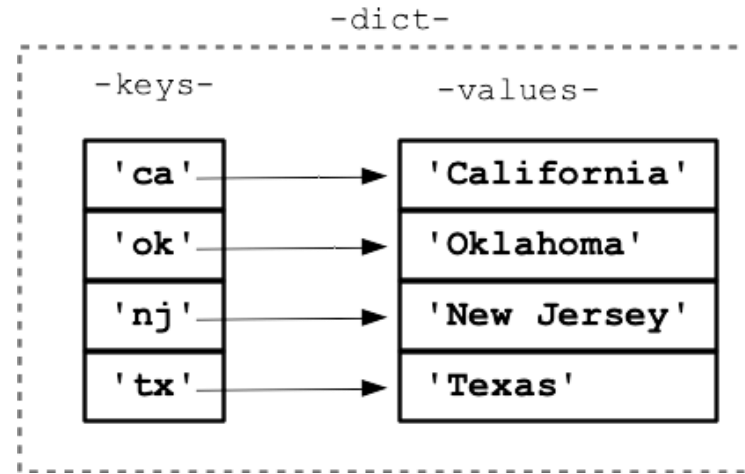 -dict-
-keys- -values-
'ca' 'California'
'ok' 'Oklahoma'
'nj' 'New Jersey'
'tx' 'Texas'